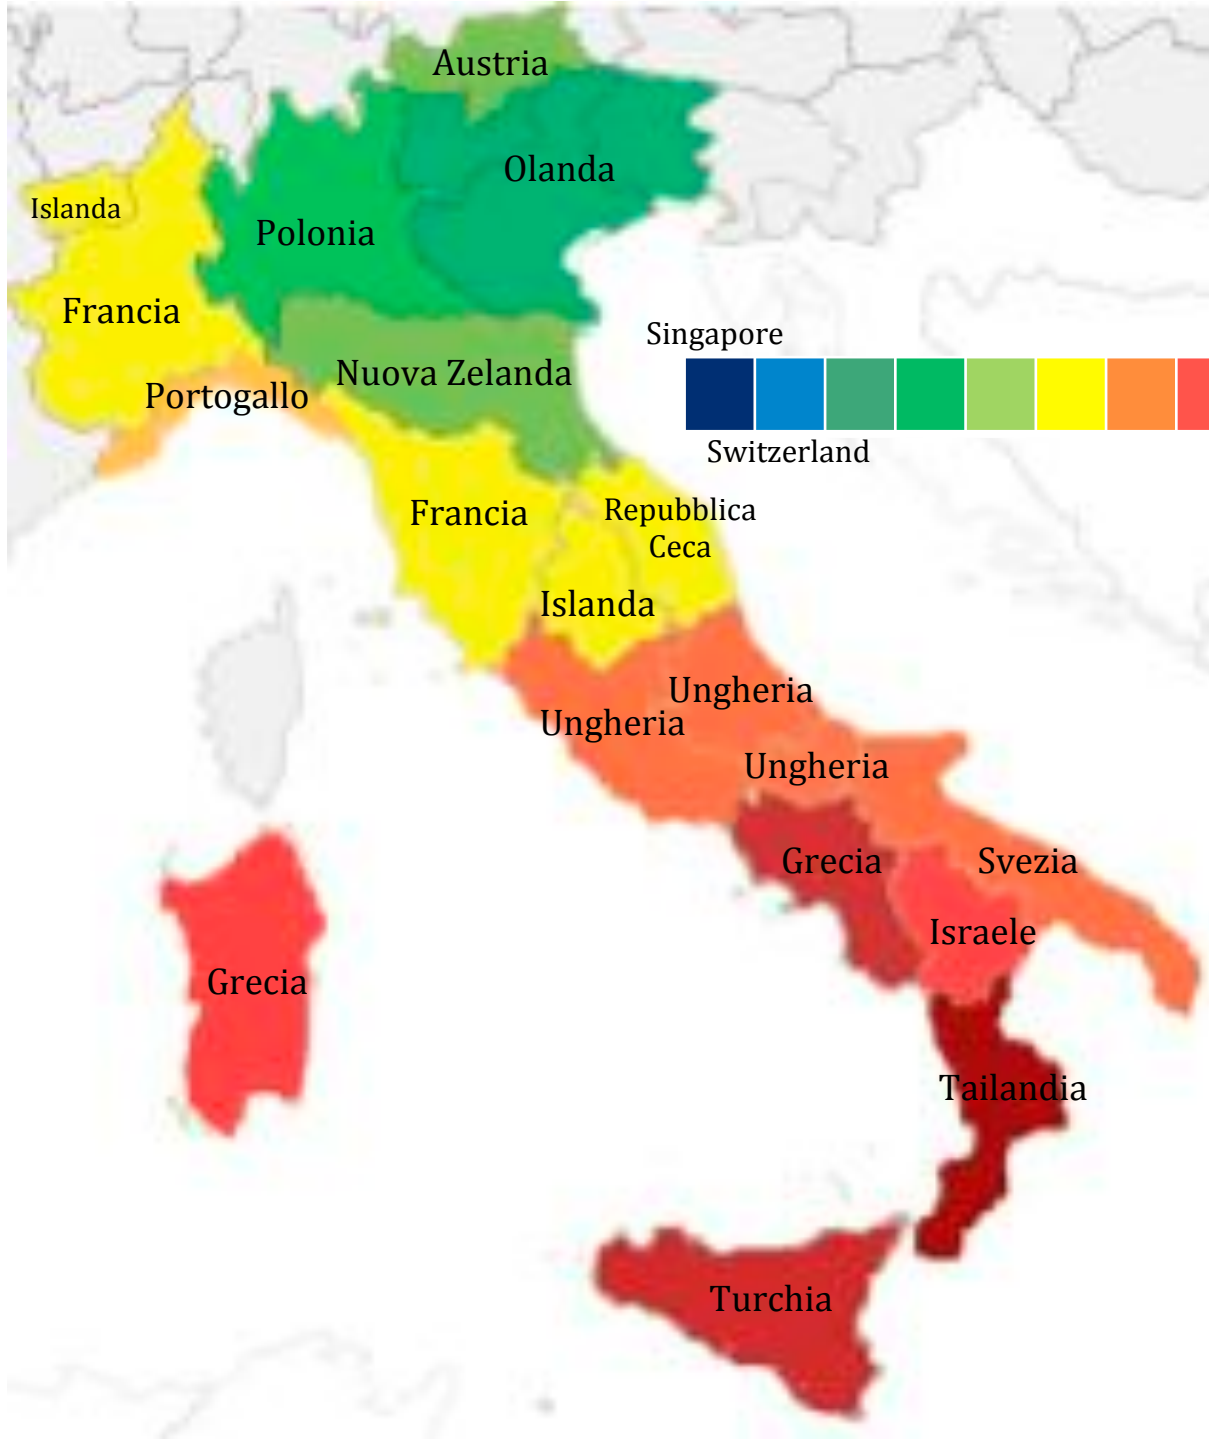 Austria
Olanda
Islanda
Polonia
Francia
Singapore
Nuova Zelanda
Portogallo
Switzerland
Francia
Repubblica
Ceca
Islanda
Ungheria
Ungheria
Ungheria
Grecia
Svezia
Israele
Grecia
Tailandia
Turchia